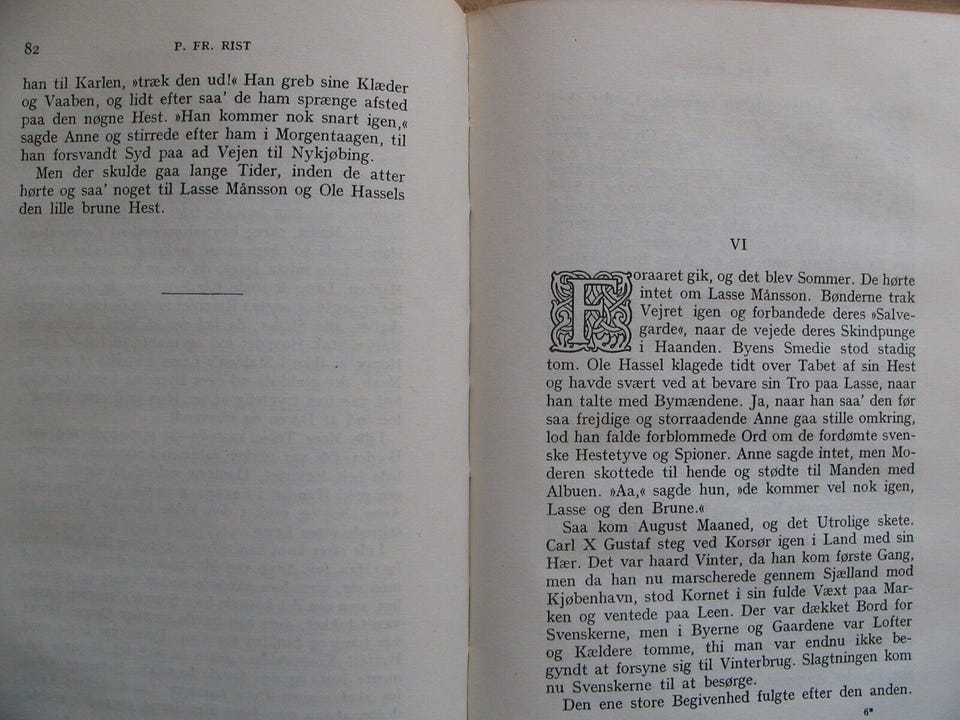 82
P. FR. RIST
han til Karlen, »træk den ud!« Han greb sine Klæder
og Vaaben, og lidt efter saa' de ham sprænge afsted
paa den nøgne Hest. »Han kommer nok snart igen,«
sagde Anne og stirrede efter ham i Morgentaagen, til
han forsvandt Syd paa ad Vejen til Nykjøbing.
Men der skulde gaa lange Tider, inden de atter
hørte og saa' noget til Lasse Månsson og Ole Hassels
den lille brune Hest.
VI
Foraaret gik, og det blev Sommer. De hørte
intet om Lasse Månsson. Bønderne trak
Vejret igen og forbandede deres »Salve-
garde«, naar de vejede deres Skindpunge
i Haanden. Byens Smedie stod stadig
tom. Ole Hassel klagede tidt over Tabet af sin Hest
og havde svært ved at bevare sin Tro paa Lasse, naar
han talte med Bymændene. Ja, naar han saa' den før
saa frejdige og storraadende Anne gaa stille omkring,
lod han falde forblommede Ord om de fordømte sven-
ske Hestetyve og Spioner. Anne sagde intet, men Mo-
deren skottede til hende og stødte til Manden med
Albuen. »Aa,« sagde hun, »de kommer vel nok igen,
Lasse og den Brune.«
Saa kom August Maaned, og det Utrolige skete.
Carl X Gustaf steg ved Korsør igen i Land med sin
Hær. Det var haard Vinter, da han kom første Gang,
men da han nu marscherede gennem Sjælland mod
Kjøbenhavn, stod Kornet i sin fulde Væxt paa Mar-
ken og ventede paa Leen. Der var dækket Bord for
Svenskerne, men i Byerne og Gaardene var Lofter
og Kældere tomme, thi man var endnu ikke be-
gyndt at forsyne sig til Vinterbrug. Slagtningen kom
nu Svenskerne til at besørge.
Den ene store Begivenhed fulgte efter den anden.
6*